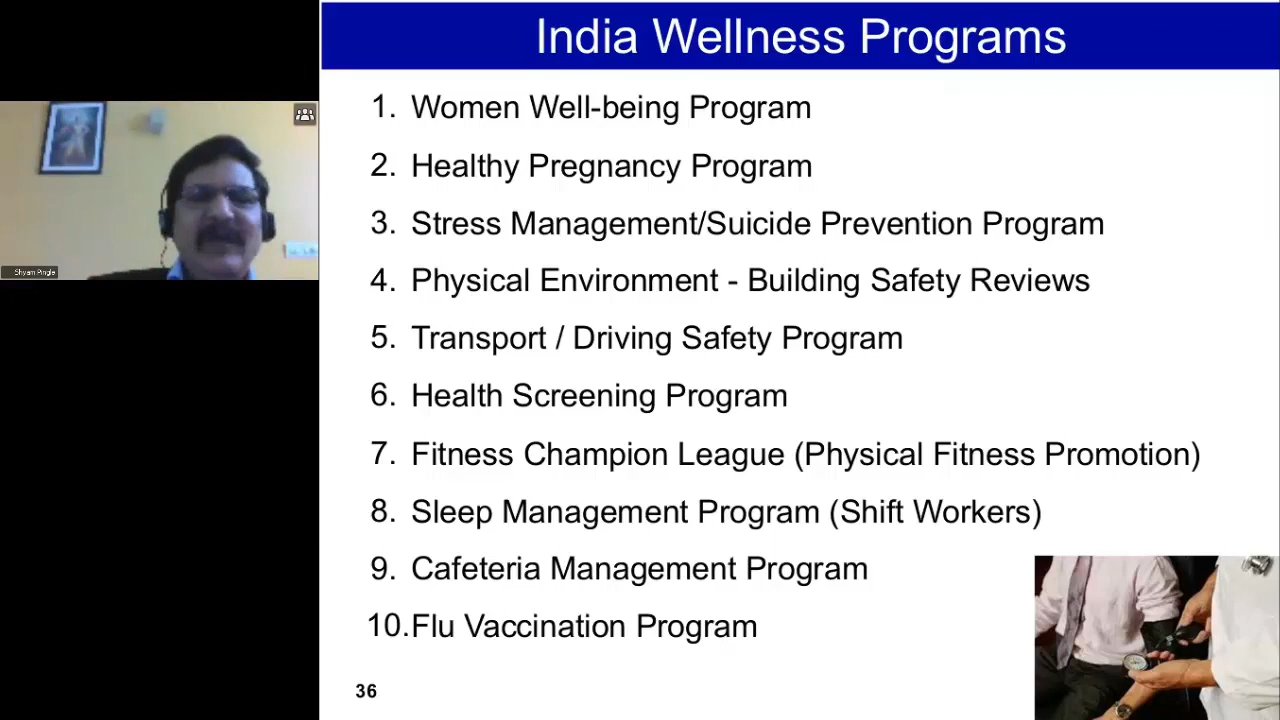 India Wellness Programs
1. Women Well-being Program
2. Healthy Pregnancy Program
3. Stress Management/Suicide Prevention Program
4. Physical Environment - Building Safety Reviews
5. Transport / Driving Safety Program
6. Health Screening Program
7. Fitness Champion League (Physical Fitness Promotion)
8. Sleep Management Program (Shift Workers)
9. Cafeteria Management Program
10. Flu Vaccination Program
36
Shyam Pingle